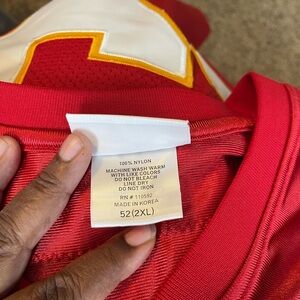 100% NYLON
MACHINE WASH WARM
WITH LIKE COLORS
DO NOT BLEACH
LINE DRY
DO NOT IRON
RN # 110592
MADE IN KOREA
52 (2XL)